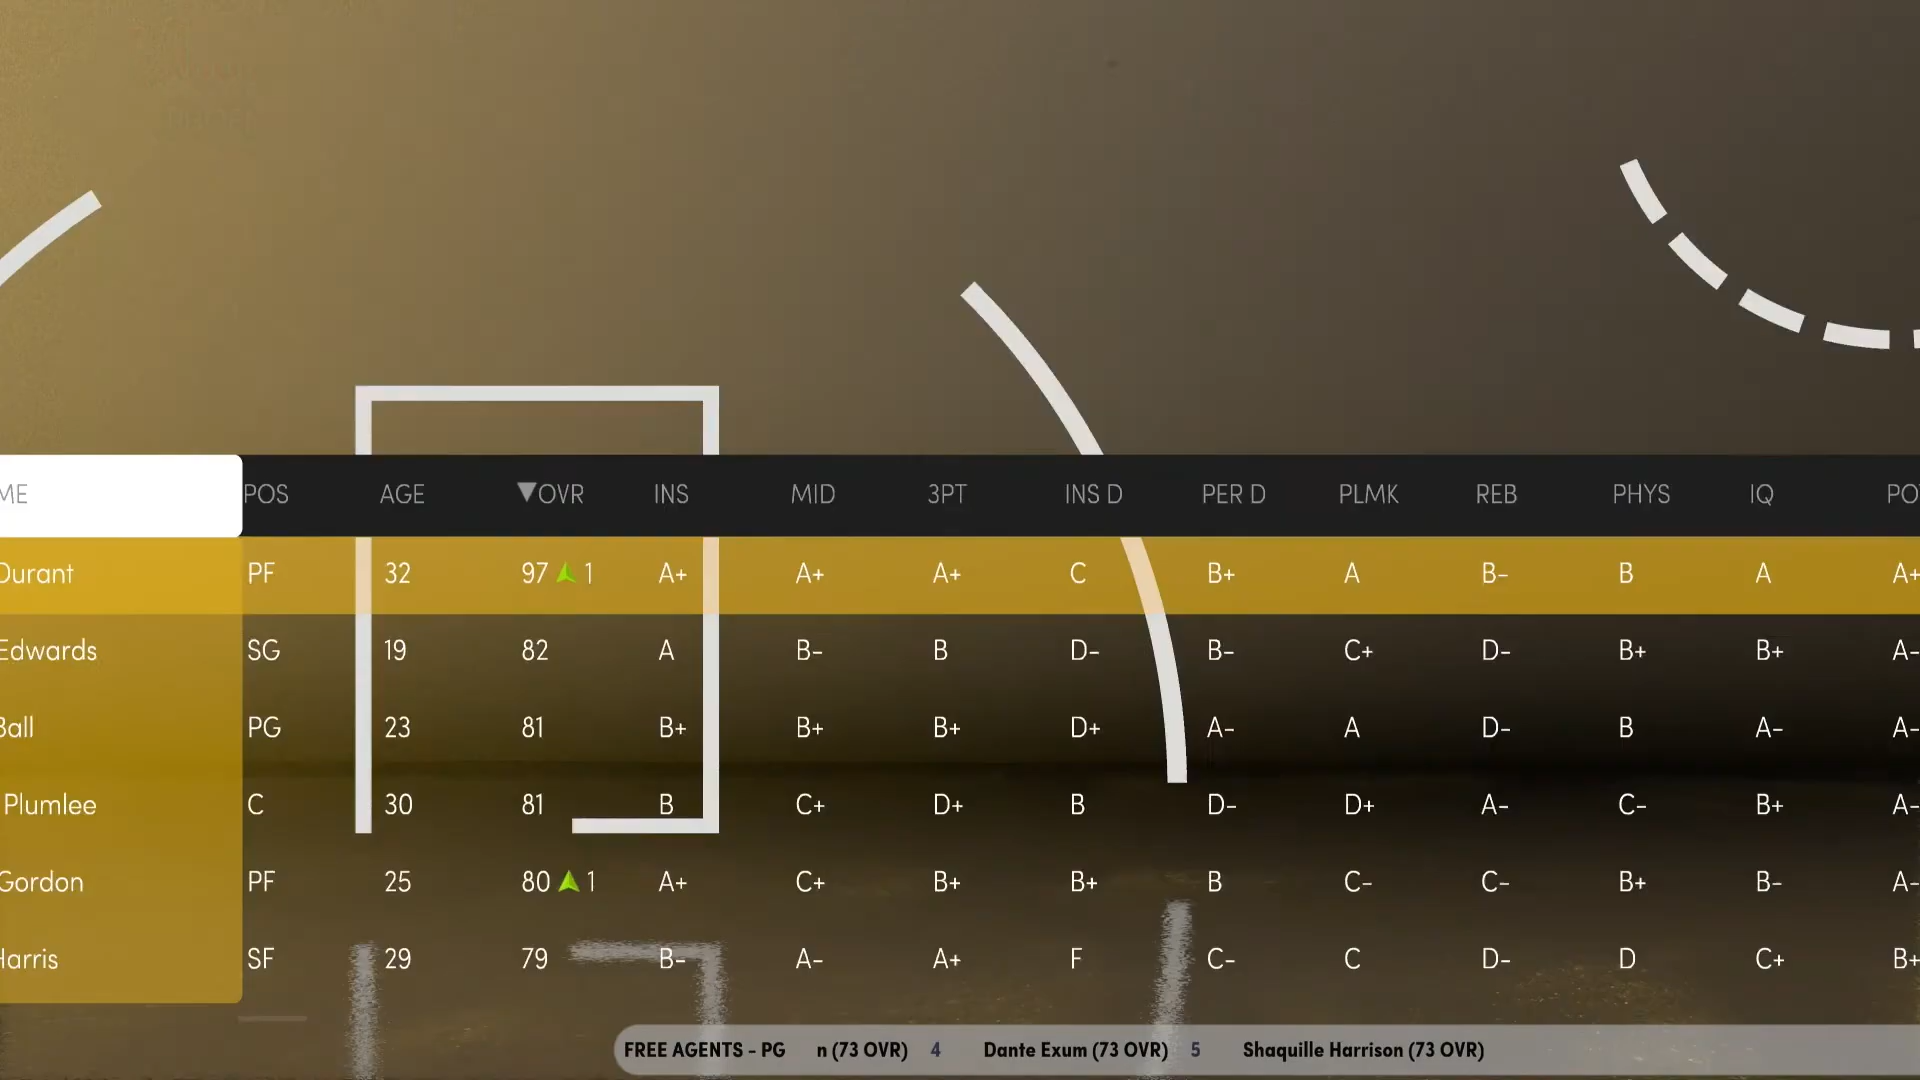 ME POS AGE ▼OVR INS MID 3PT INS D PER D PLMK REB PHYS IQ PO
Durant PF 32 97 ▲ 1 A+ A+ A+ C B+ A B- B A A+
Edwards SG 19 82 A B- B D- B- C+ D- B+ B+ A-
Ball PG 23 81 B+ B+ B+ D+ A- A D- B A- A-
Plumlee C 30 81 B C+ D+ B D- D+ A- C- B+ A-
Gordon PF 25 80 ▲ 1 A+ C+ B+ B+ B C- C- B+ B- A-
Harris SF 29 79 B- A- A+ F C- C D- D C+ B+
FREE AGENTS - PG n (73 OVR) 4 Dante Exum (73 OVR) 5 Shaquille Harrison (73 OVR)